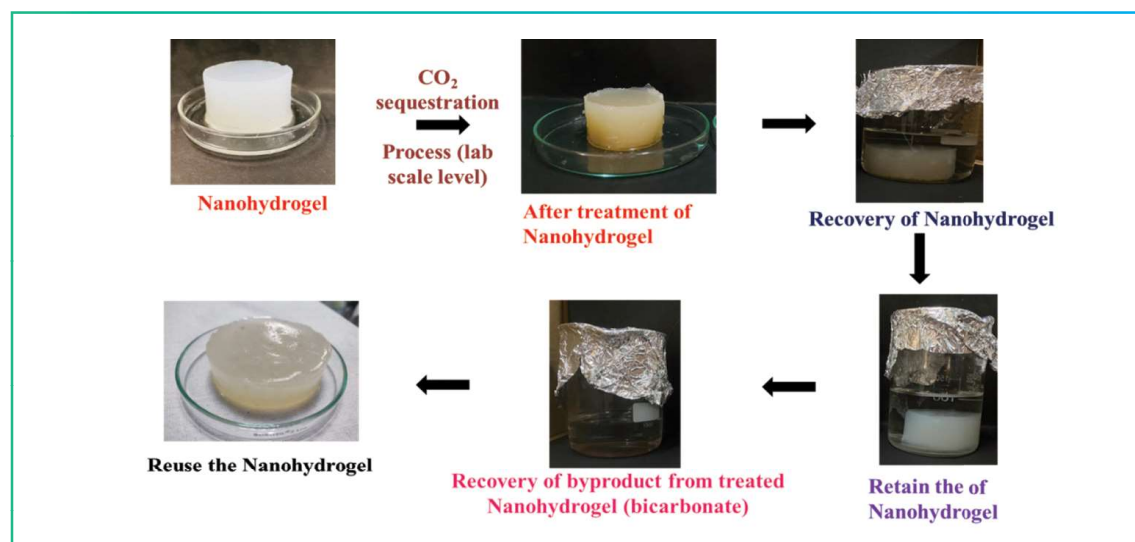 Nanohydrogel
CO₂
sequestration
Process (lab
scale level)
After treatment of
Nanohydrogel
Recovery of Nanohydrogel
Retain the of
Nanohydrogel
Recovery of byproduct from treated
Nanohydrogel (bicarbonate)
Reuse the Nanohydrogel